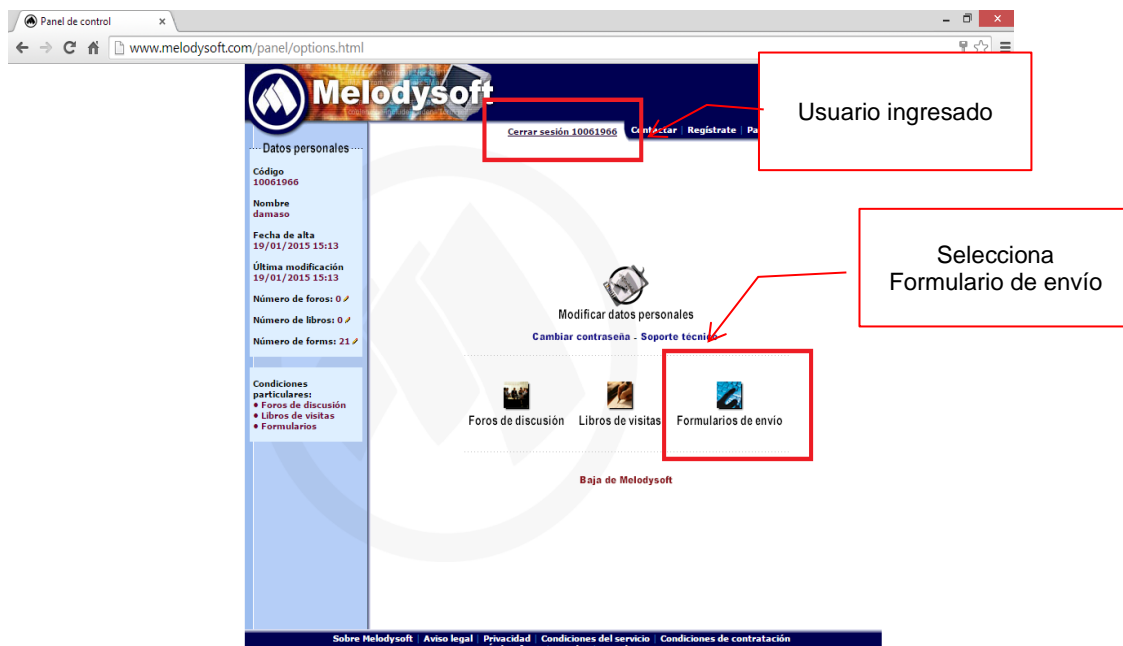 Panel de control
www.melodysoft.com/panel/options.html
Melodysoft
Usuario ingresado
Cerrar sesión 10061966
Contactar | Regístrate | Pa
Datos personales
Código
10061966
Nombre
damaso
Fecha de alta
19/01/2015 15:13
Última modificación
19/01/2015 15:13
Número de foros: 0
Número de libros: 0
Número de forms: 21
Condiciones
particulares:
• Foros de discusión
• Libros de visitas
• Formularios
Selecciona
Formulario de envío
Modificar datos personales
Cambiar contraseña - Soporte técnico
Foros de discusión
Libros de visitas
Formularios de envío
Baja de Melodysoft
Sobre Melodysoft | Aviso legal | Privacidad | Condiciones del servicio | Condiciones de contratación